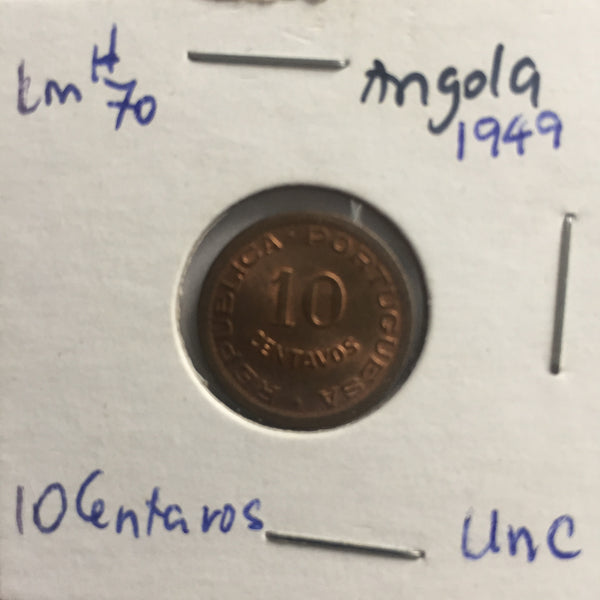 Km #
70
Angola
1949
REPUBLICA · PORTUGUESA
10
CENTAVOS
10 Centavos
Unc